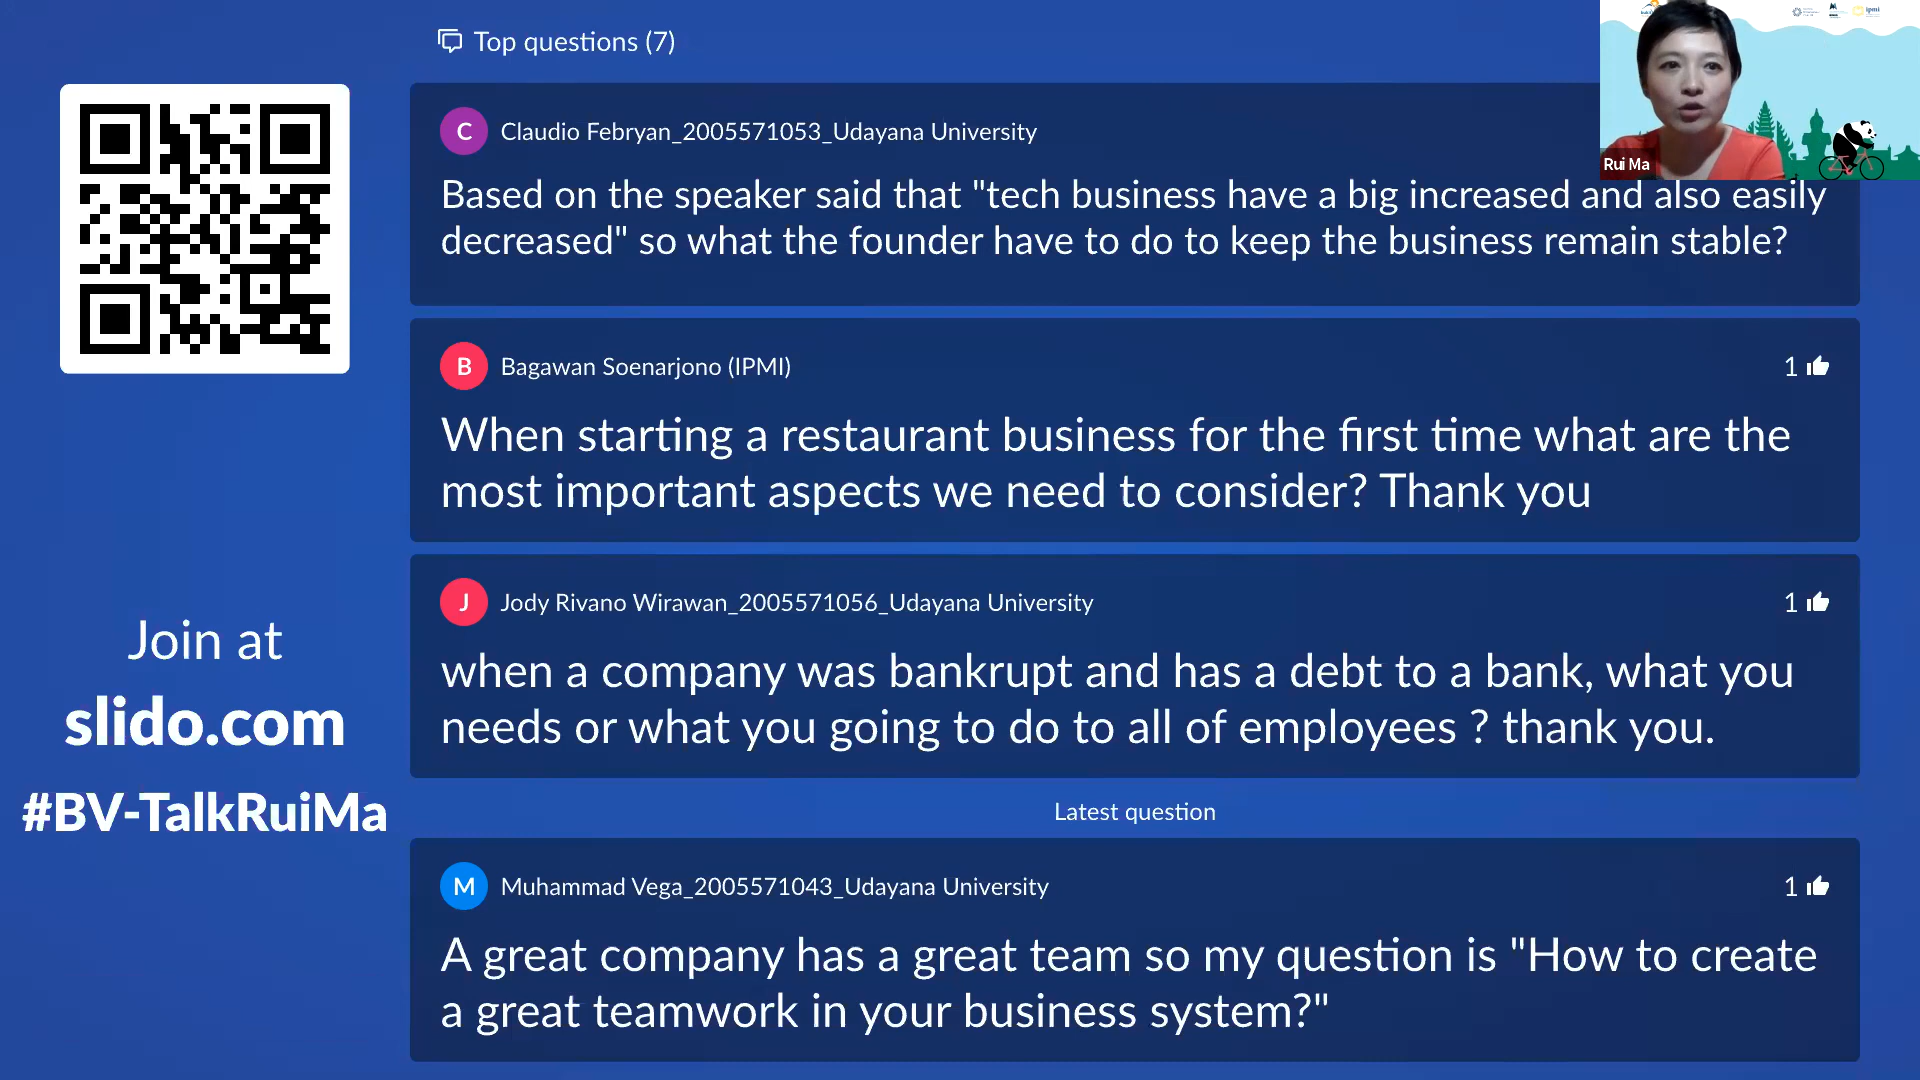 Top questions (7)
C
Claudio Febryan_2005571053_Udayana University
Based on the speaker said that "tech business have a big increased and also easily
decreased" so what the founder have to do to keep the business remain stable?
B
Bagawan Soenarjono (IPMI)
1
When starting a restaurant business for the first time what are the
most important aspects we need to consider? Thank you
J
Jody Rivano Wirawan_2005571056_Udayana University
1
when a company was bankrupt and has a debt to a bank, what you
needs or what you going to do to all of employees ? thank you.
Latest question
M
Muhammad Vega_2005571043_Udayana University
1
A great company has a great team so my question is "How to create
a great teamwork in your business system?"
Join at
slido.com
#BV-TalkRuiMa
ipmi
Rui Ma